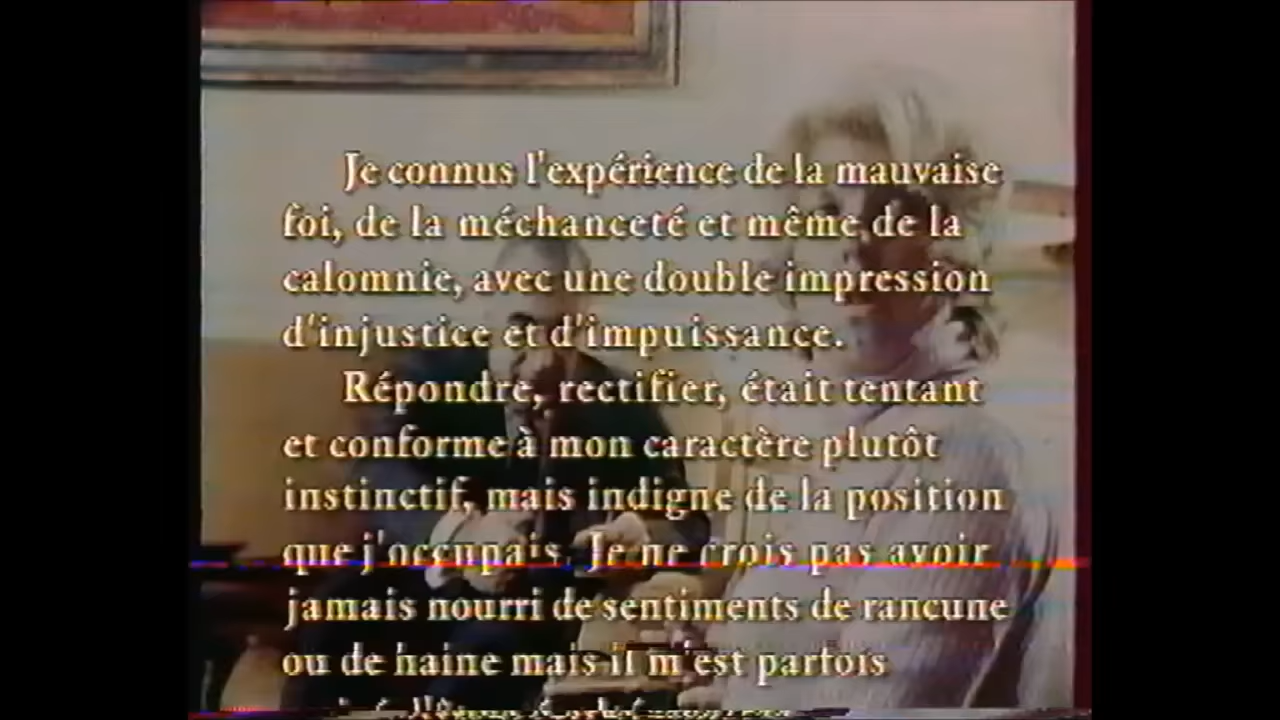 Je connus l'expérience de la mauvaise
foi, de la méchanceté et même de la
calomnie, avec une double impression
d'injustice et d'impuissance.
Répondre, rectifier, était tentant
et conforme à mon caractère plutôt
instinctif, mais indigne de la position
que j'occupais. Je ne crois pas avoir
jamais nourri de sentiments de rancune
ou de haine mais il m'est parfois